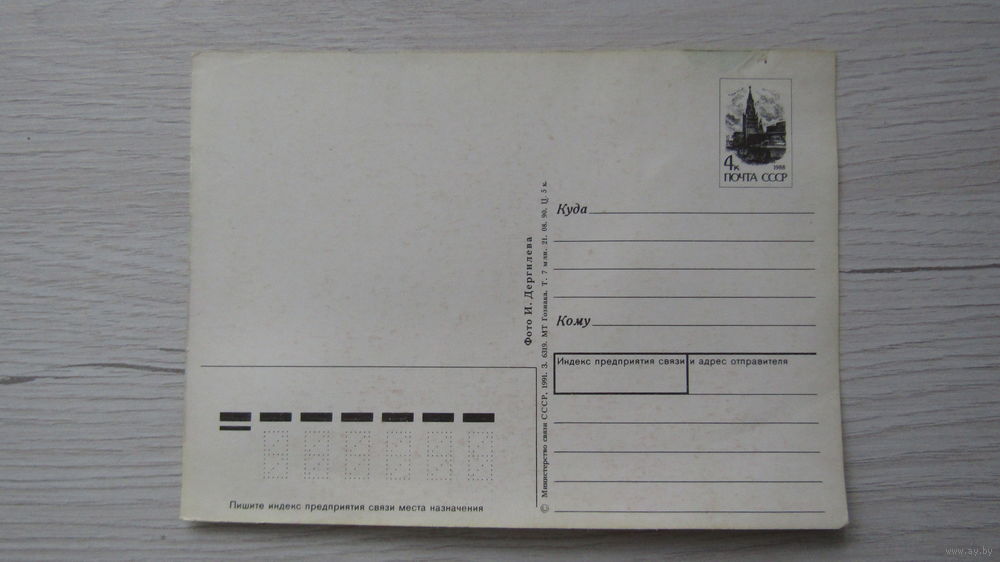 4к
1988
ПОЧТА СССР
Куда
Кому
Индекс предприятия связи и адрес отправителя
Фото И. Дергилева
© Министерство связи СССР, 1991. З. 6319. МТ Гознака. Т. 7 млн. 21. 08. 90. Ц. 5 к.
Пишите индекс предприятия связи места назначения
www.ay.by